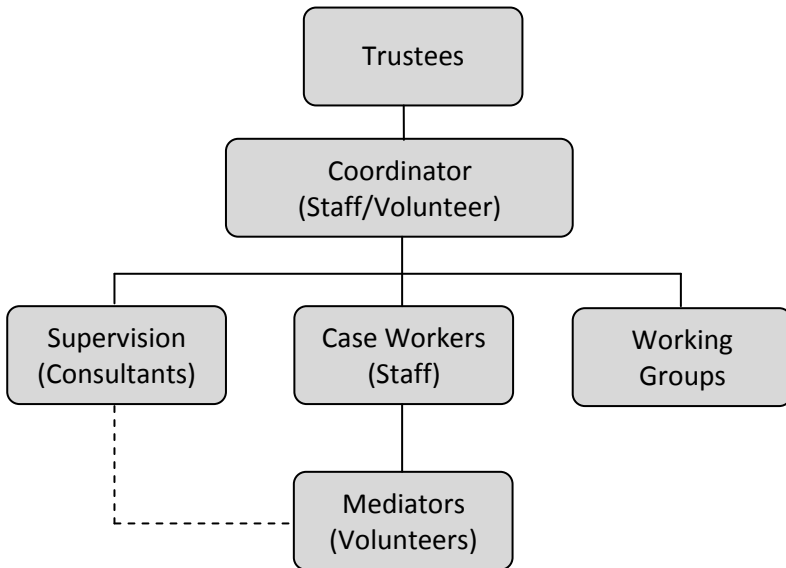 Trustees
Coordinator
(Staff/Volunteer)
Supervision
(Consultants)
Case Workers
(Staff)
Working
Groups
Mediators
(Volunteers)